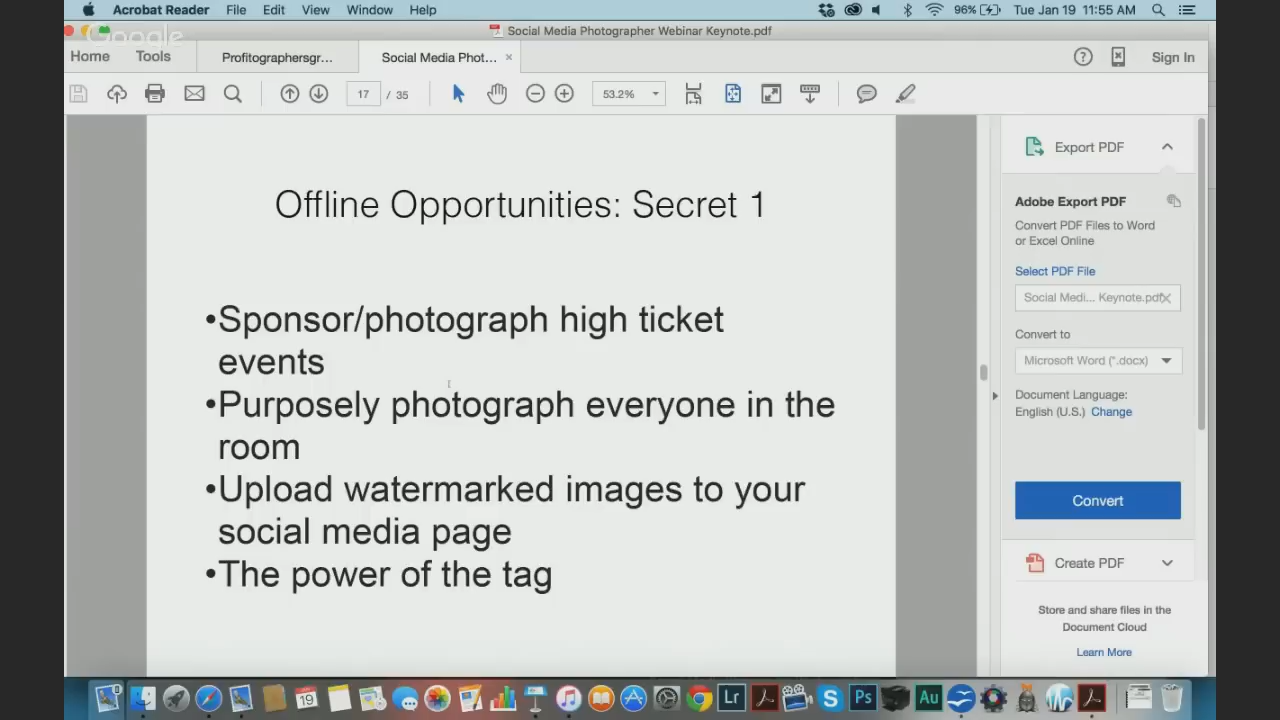 Acrobat Reader File Edit View Window Help 96% Tue Jan 19 11:55 AM
Google
Social Media Photographer Webinar Keynote.pdf
Home Tools Profitographersgr... Social Media Phot... × Sign In
17 / 35 53.2%
Offline Opportunities: Secret 1
•Sponsor/photograph high ticket
events
•Purposely photograph everyone in the
room
•Upload watermarked images to your
social media page
•The power of the tag
Export PDF
Adobe Export PDF
Convert PDF Files to Word
or Excel Online
Select PDF File
Social Medi... Keynote.pdf
Convert to
Microsoft Word (*.docx)
Document Language:
English (U.S.) Change
Convert
Create PDF
Store and share files in the
Document Cloud
Learn More
19 Lr S Ps Au